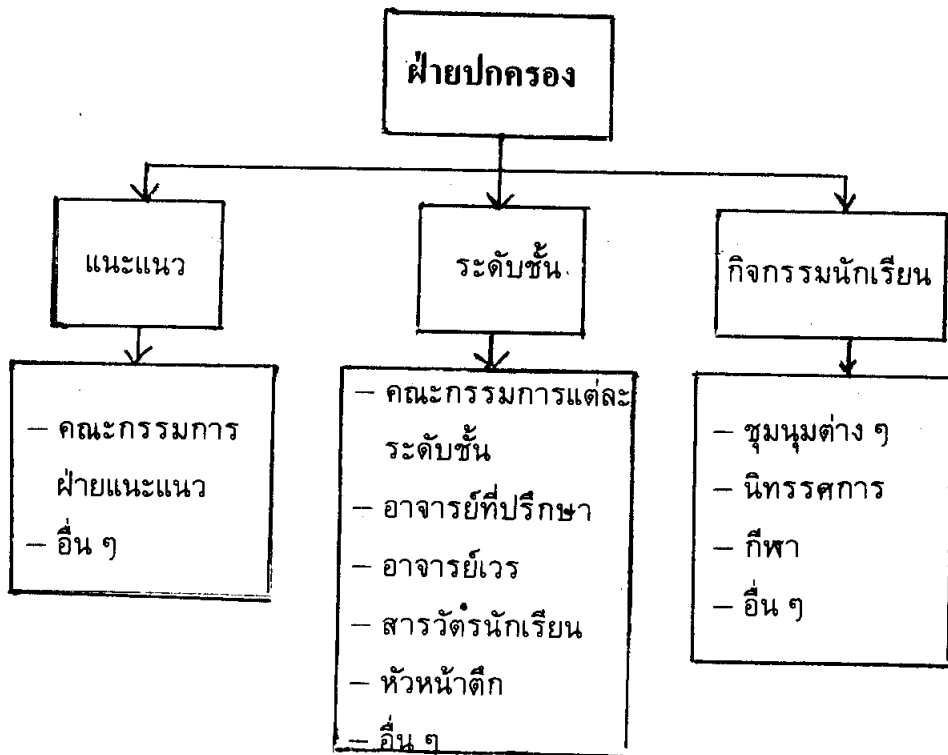 ฝ่ายปกครอง
แนะแนว
ระดับชั้น
กิจกรรมนักเรียน
– คณะกรรมการ
ฝ่ายแนะแนว
– อื่น ๆ
– คณะกรรมการแต่ละ
ระดับชั้น
– อาจารย์ที่ปรึกษา
– อาจารย์เวร
– สารวัตรนักเรียน
– หัวหน้าตึก
– อื่น ๆ
– ชุมนุมต่าง ๆ
– นิทรรศการ
– กีฬา
– อื่น ๆ